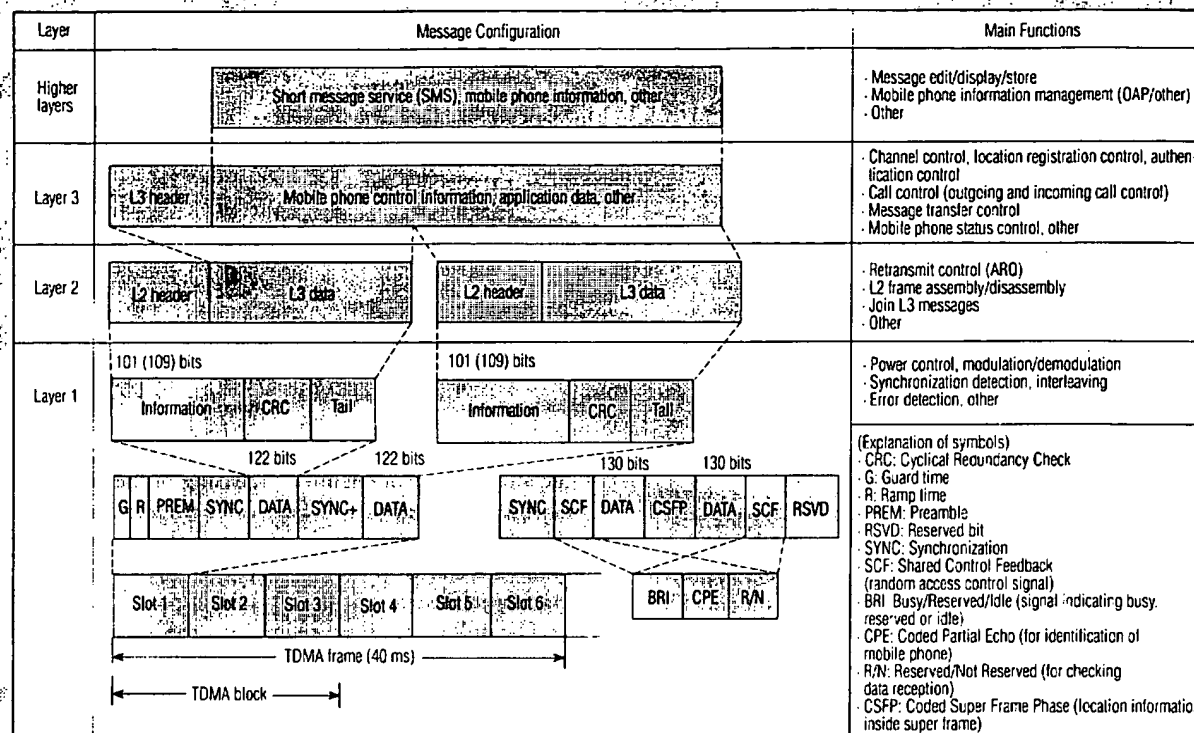 Layer
Message Configuration
Main Functions
Higher
layers
Short message service (SMS), mobile phone information, other
· Message edit/display/store
· Mobile phone information management (OAP/other)
· Other
Layer 3
L3 header
Mobile phone control information, application data, other
· Channel control, location registration control, authen-
tication control
· Call control (outgoing and incoming call control)
· Message transfer control
· Mobile phone status control, other
Layer 2
L2 header
L3 data
L2 header
L3 data
· Retransmit control (ARQ)
· L2 frame assembly/disassembly
· Join L3 messages
· Other
Layer 1
101 (109) bits
101 (109) bits
Information
CRC
Tail
Information
CRC
Tail
· Power control, modulation/demodulation
· Synchronization detection, interleaving
· Error detection, other
122 bits
122 bits
130 bits
130 bits
G
R
PREM
SYNC
DATA
SYNC+
DATA
SYNC
SCF
DATA
CSFP
DATA
SCF
RSVD
Slot 1
Slot 2
Slot 3
Slot 4
Slot 5
Slot 6
BRI
CPE
R/N
TDMA frame (40 ms)
TDMA block
(Explanation of symbols)
· CRC: Cyclical Redundancy Check
· G: Guard time
· R: Ramp time
· PREM: Preamble
· RSVD: Reserved bit
· SYNC: Synchronization
· SCF: Shared Control Feedback
(random access control signal)
· BRI Busy/Reserved/Idle (signal indicating busy,
reserved or idle)
· CPE: Coded Partial Echo (for identification of
mobile phone)
· R/N: Reserved/Not Reserved (for checking
data reception)
· CSFP: Coded Super Frame Phase (location informatio
inside super frame)